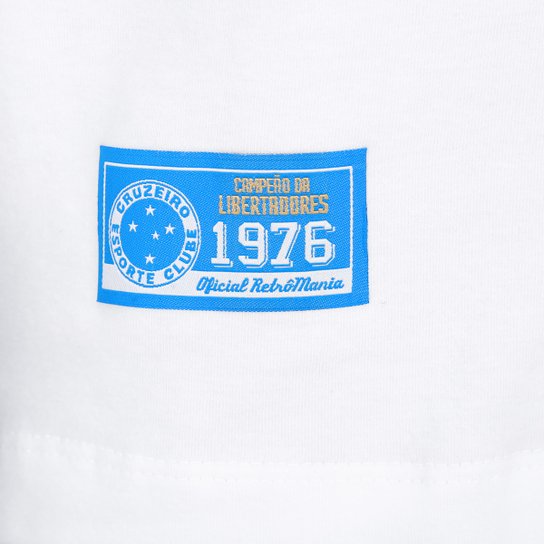 CRUZEIRO
ESPORTE CLUBE
CAMPEÃO DA
LIBERTADORES
1976
Oficial RetrôMania